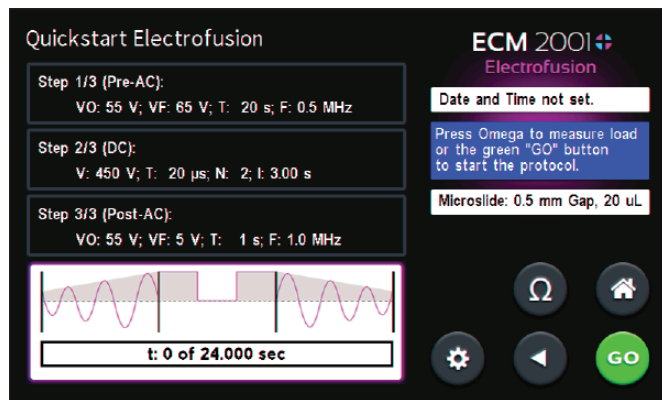 Quickstart Electrofusion
Step 1/3 (Pre-AC):
VO: 55 V; VF: 65 V; T: 20 s; F: 0.5 MHz
Step 2/3 (DC):
V: 450 V; T: 20 µs; N: 2; I: 3.00 s
Step 3/3 (Post-AC):
VO: 55 V; VF: 5 V; T: 1 s; F: 1.0 MHz
t: 0 of 24.000 sec
ECM 2001+
Electrofusion
Date and Time not set.
Press Omega to measure load
or the green "GO" button
to start the protocol.
Microslide: 0.5 mm Gap, 20 uL
Ω
GO